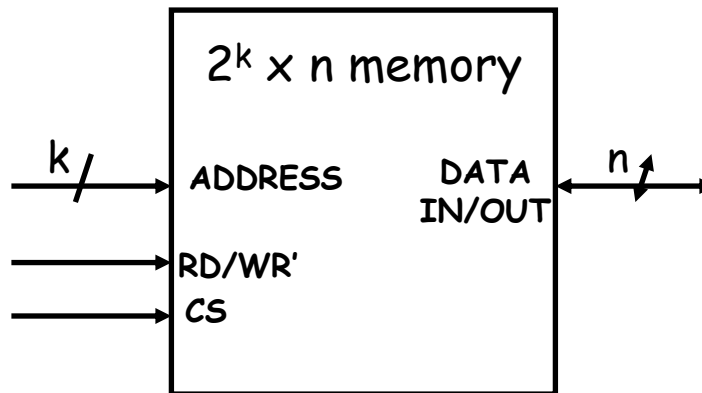 2ᵏ x n memory
k
ADDRESS
DATA
IN/OUT
n
RD/WR'
CS